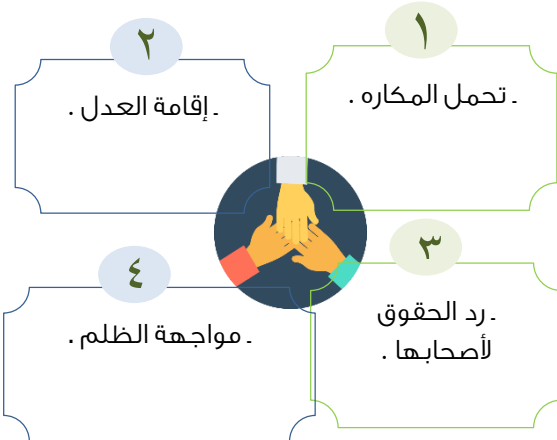 ١
ـ تحمل المكاره .
٢
ـ إقامة العدل .
٣
ـ رد الحقوق
لأصحابها .
٤
ـ مواجهة الظلم .